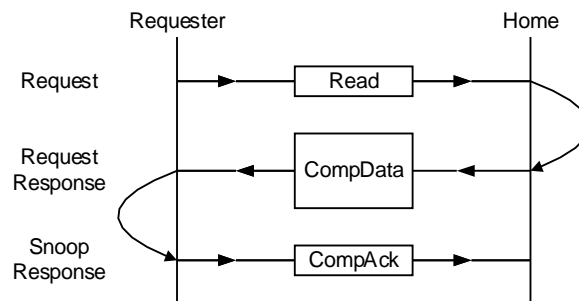 Requester
Home
Request
Read
Request
Response
CompData
Snoop
Response
CompAck